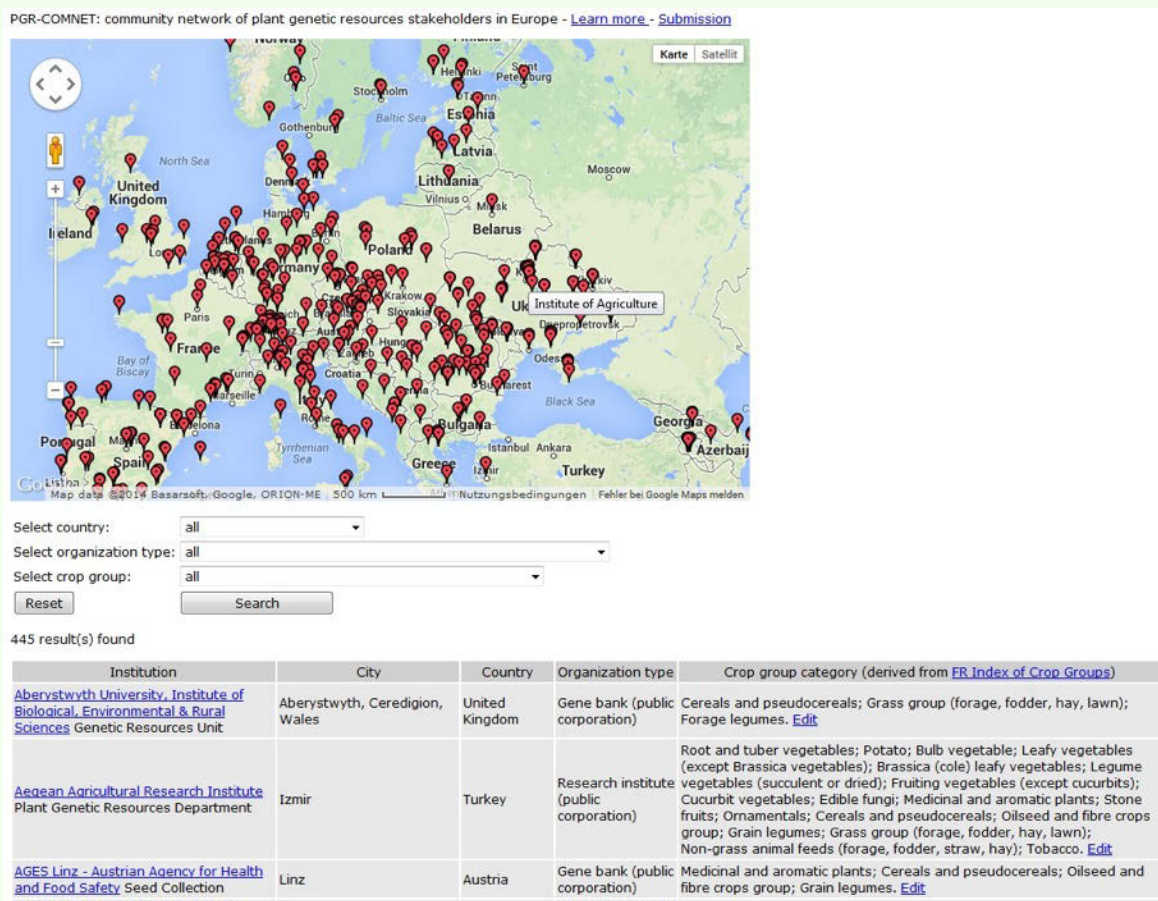 PGR-COMNET: community network of plant genetic resources stakeholders in Europe - Learn more - Submission
Norway
Karte Satellit
Helsinki
Saint Petersburg
Stockholm
Tallinn
Estonia
Baltic Sea
Gothenburg
North Sea
Latvia
Moscow
Denmark
Lithuania
United Kingdom
Vilnius
Minsk
Ireland
Hamburg
Belarus
Poland
Germany
Krakow
Institute of Agriculture
Paris
Slovakia
Dnepropetrovsk
France
Bay of Biscay
Croatia
Bucharest
Black Sea
Georgia
Portugal
Bulgaria
Azerbaij
Spain
Tyrrhenian Sea
Istanbul Ankara
Greece
Izmir
Turkey
Map data ©2014 Basarsoft, Google, ORION-ME 500 km Nutzungsbedingungen Fehler bei Google Maps melden
Select country: all
Select organization type: all
Select crop group: all
Reset Search
445 result(s) found
Institution City Country Organization type Crop group category (derived from FR Index of Crop Groups)
Aberystwyth University, Institute of
Biological, Environmental & Rural
Sciences Genetic Resources Unit
Aberystwyth, Ceredigion,
Wales
United
Kingdom
Gene bank (public
corporation)
Cereals and pseudocereals; Grass group (forage, fodder, hay, lawn);
Forage legumes. Edit
Aegean Agricultural Research Institute
Plant Genetic Resources Department
Izmir
Turkey
Research institute
(public
corporation)
Root and tuber vegetables; Potato; Bulb vegetable; Leafy vegetables
(except Brassica vegetables); Brassica (cole) leafy vegetables; Legume
vegetables (succulent or dried); Fruiting vegetables (except cucurbits);
Cucurbit vegetables; Edible fungi; Medicinal and aromatic plants; Stone
fruits; Ornamentals; Cereals and pseudocereals; Oilseed and fibre crops
group; Grain legumes; Grass group (forage, fodder, hay, lawn);
Non-grass animal feeds (forage, fodder, straw, hay); Tobacco. Edit
AGES Linz - Austrian Agency for Health
and Food Safety Seed Collection
Linz
Austria
Gene bank (public
corporation)
Medicinal and aromatic plants; Cereals and pseudocereals; Oilseed and
fibre crops group; Grain legumes. Edit